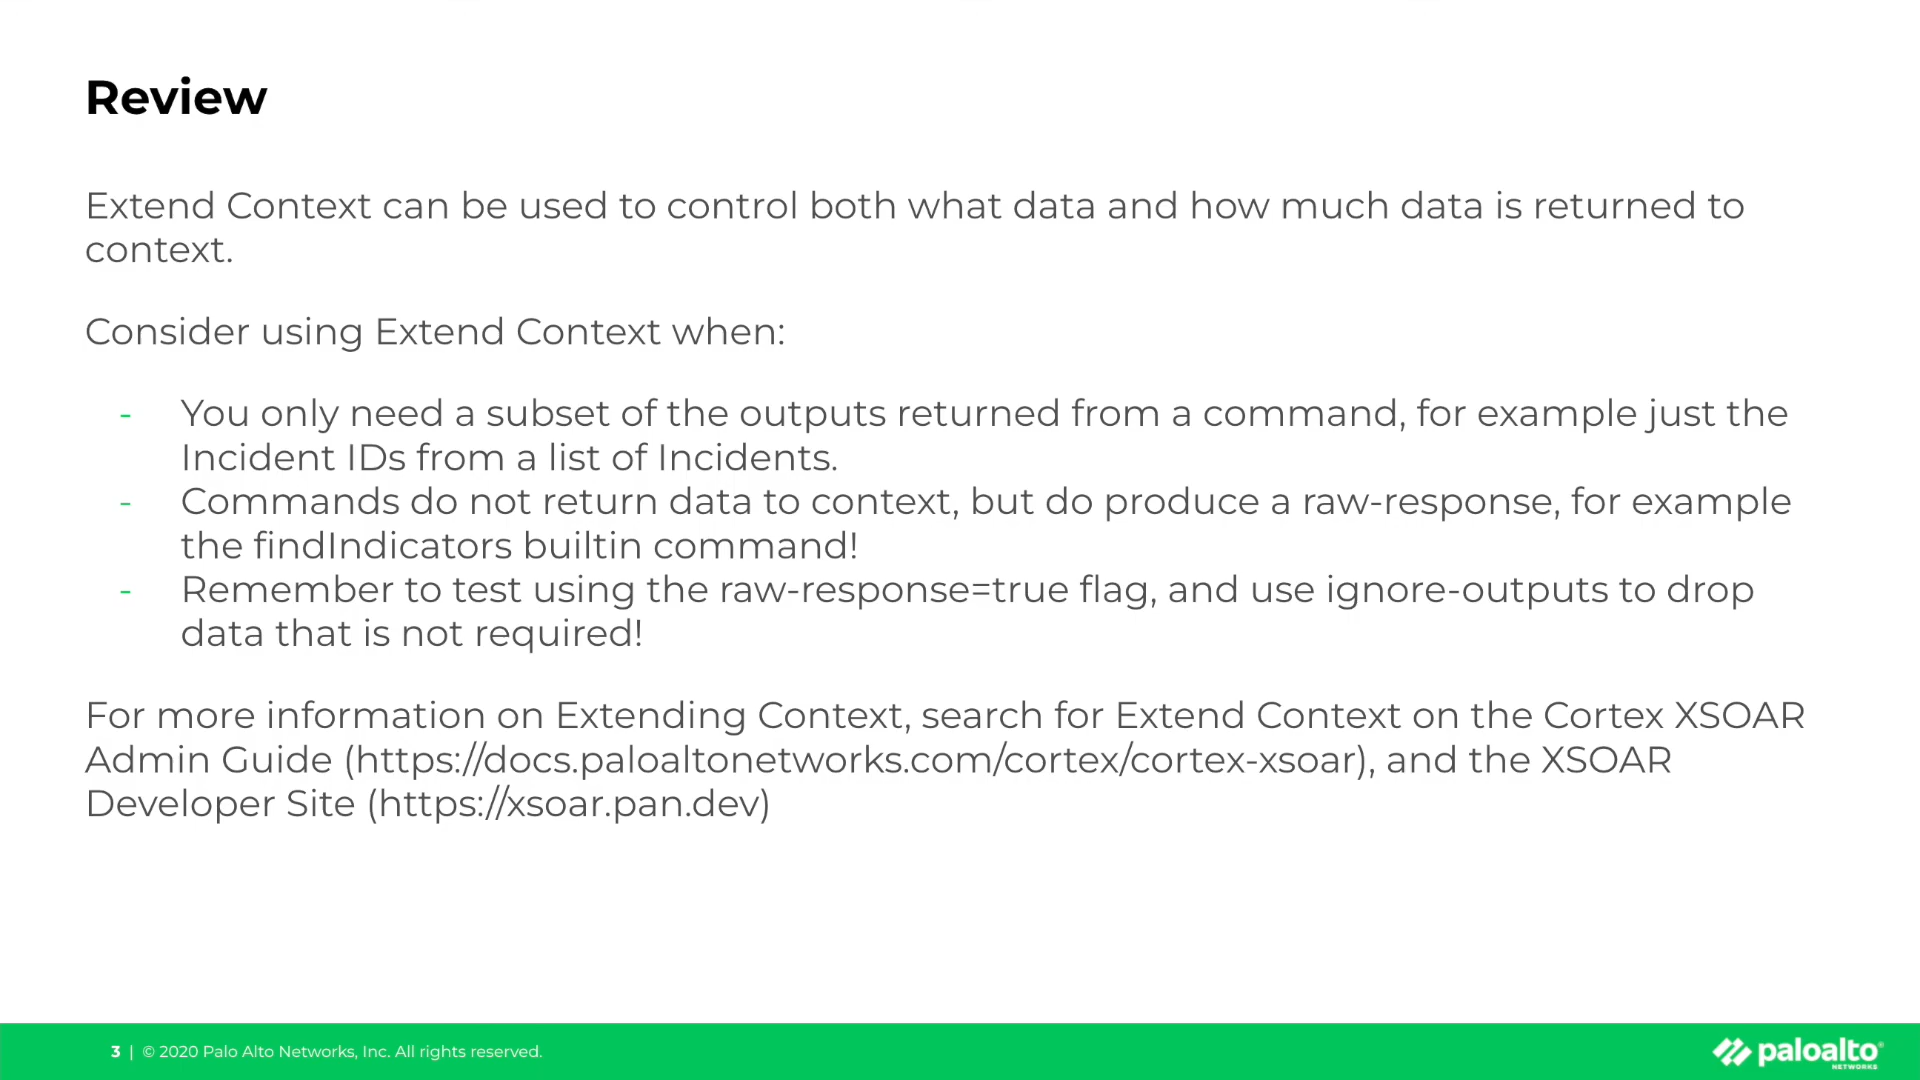 Review
Extend Context can be used to control both what data and how much data is returned to
context.
Consider using Extend Context when:
- You only need a subset of the outputs returned from a command, for example just the
Incident IDs from a list of Incidents.
- Commands do not return data to context, but do produce a raw-response, for example
the findIndicators builtin command!
- Remember to test using the raw-response=true flag, and use ignore-outputs to drop
data that is not required!
For more information on Extending Context, search for Extend Context on the Cortex XSOAR
Admin Guide (https://docs.paloaltonetworks.com/cortex/cortex-xsoar), and the XSOAR
Developer Site (https://xsoar.pan.dev)
3 | © 2020 Palo Alto Networks, Inc. All rights reserved.
paloalto®
NETWORKS